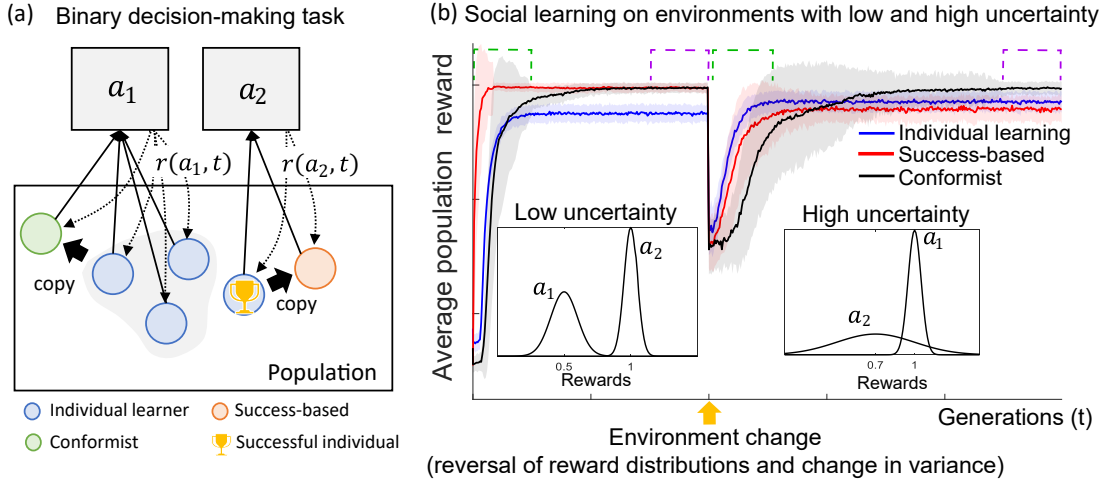 (a)
Binary decision-making task
a₁
a₂
r(a₁, t)
r(a₂, t)
copy
copy
Population
Individual learner
Success-based
Conformist
Successful individual
(b) Social learning on environments with low and high uncertainty
Average population reward
Individual learning
Success-based
Conformist
Low uncertainty
a₁
a₂
0.5
1
Rewards
High uncertainty
a₁
a₂
0.7
1
Rewards
Generations (t)
Environment change
(reversal of reward distributions and change in variance)